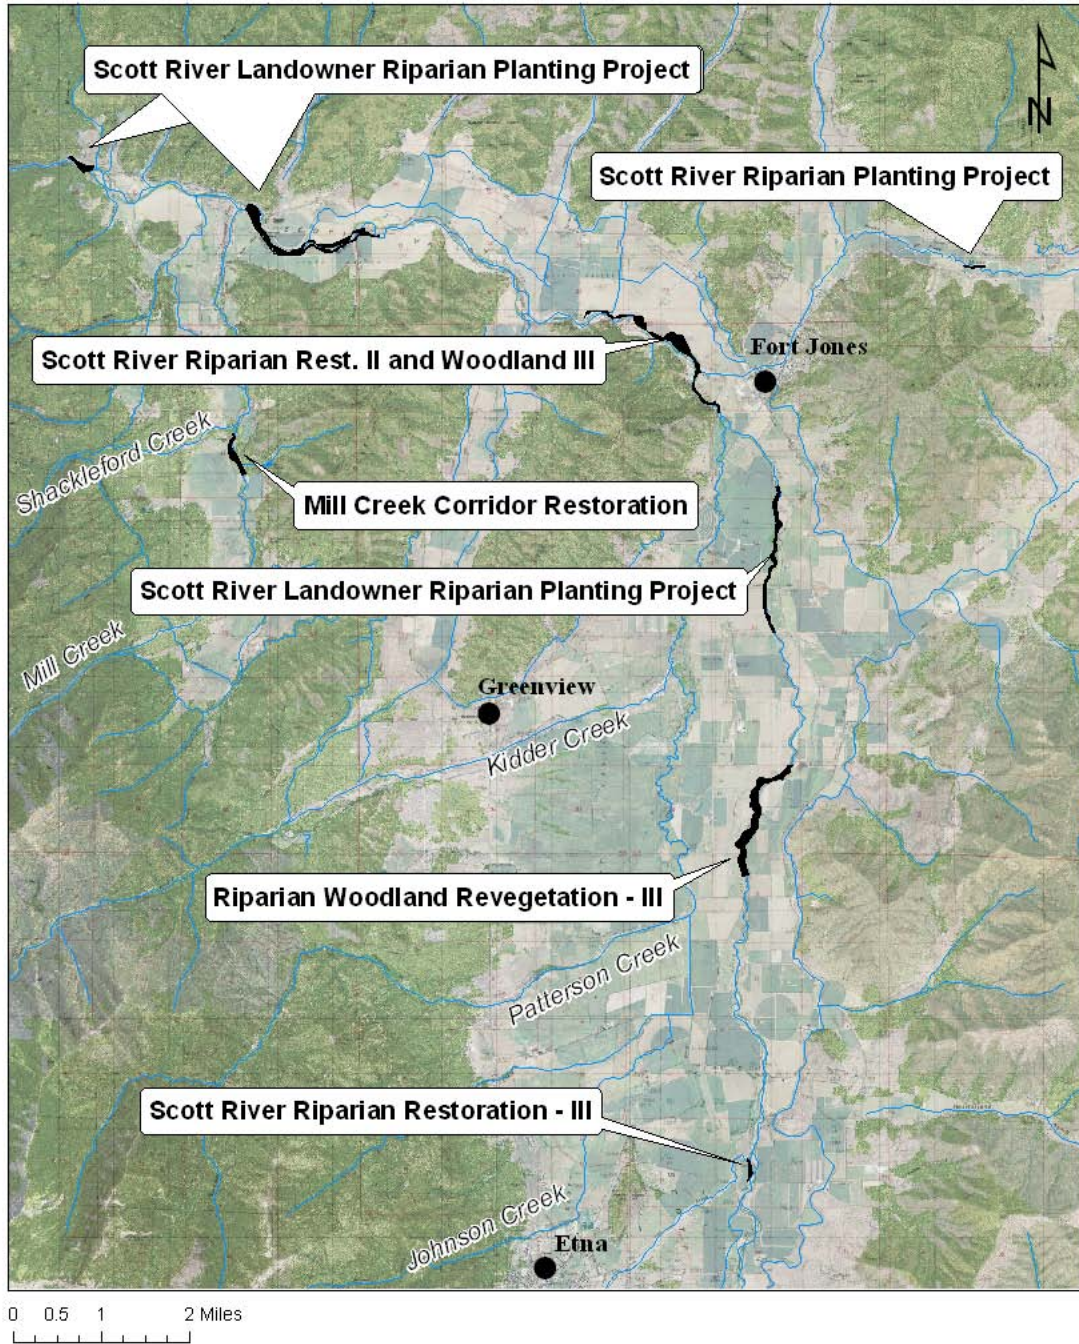 Scott River Landowner Riparian Planting Project
N
Scott River Riparian Planting Project
Scott River Riparian Rest. II and Woodland III
Fort Jones
Shackleford Creek
Mill Creek Corridor Restoration
Scott River Landowner Riparian Planting Project
Mill Creek
Greenview
Kidder Creek
Riparian Woodland Revegetation - III
Patterson Creek
Scott River Riparian Restoration - III
Johnson Creek
Etna
0 0.5 1 2 Miles